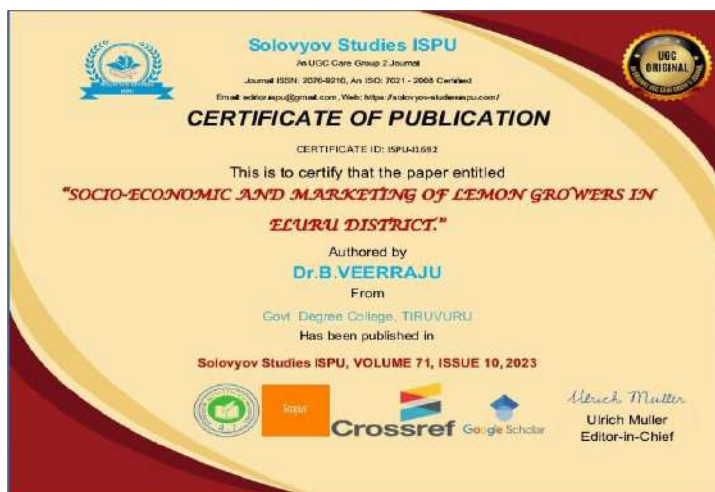 Solovyov Studies ISPU
An UGC Care Group 2 Journal
Journal ISSN: 2076-9210, An ISO: 7021 - 2008 Certified
Email: editor.ispu@gmail.com, Web: https://solovyov-studiesispu.com/
UGC
ORIGINAL
CERTIFICATE OF PUBLICATION
CERTIFICATE ID: ISPU-J1692
This is to certify that the paper entitled
"SOCIO-ECONOMIC AND MARKETING OF LEMON GROWERS IN
ELURU DISTRICT."
Authored by
Dr.B.VEERRAJU
From
Govt. Degree College, TIRUVURU
Has been published in
Solovyov Studies ISPU, VOLUME 71, ISSUE 10, 2023
Scopus
Crossref
Google Scholar
Ulrich Muller
Ulrich Muller
Editor-in-Chief